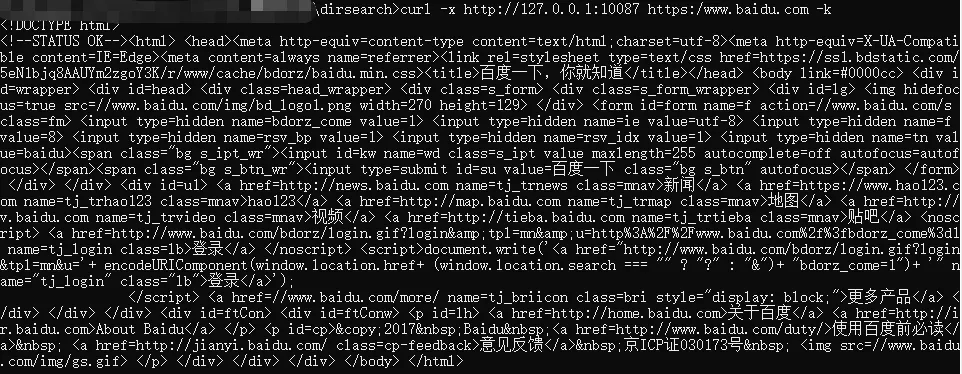 \dirsearch>curl -x http://127.0.0.1:10087 https:/www.baidu.com -k
<!DOCTYPE html>
<!--STATUS OK--><html> <head><meta http-equiv=content-type content=text/html;charset=utf-8><meta http-equiv=X-UA-Compati
ble content=IE=Edge><meta content=always name=referrer><link rel=stylesheet type=text/css href=https://ssl.bdstatic.com/
5eN1bjq8AAUYm2zgoY3K/r/www/cache/bdorz/baidu.min.css><title>百度一下，你就知道</title></head> <body link=#0000cc> <div i
d=wrapper> <div id=head> <div class=head_wrapper> <div class=s_form> <div class=s_form_wrapper> <div id=lg> <img hidefoc
us=true src=//www.baidu.com/img/bd_logo1.png width=270 height=129> </div> <form id=form name=f action=//www.baidu.com/s
class=fm> <input type=hidden name=bdorz_come value=1> <input type=hidden name=ie value=utf-8> <input type=hidden name=f
value=8> <input type=hidden name=rsv_bp value=1> <input type=hidden name=rsv_idx value=1> <input type=hidden name=tn val
ue=baidu><span class="bg s_ipt_wr"><input id=kw name=wd class=s_ipt value maxlength=255 autocomplete=off autofocus=autof
ocus></span><span class="bg s_btn_wr"><input type=submit id=su value=百度一下 class="bg s_btn" autofocus></span> </form>
</div> </div> <div id=u1> <a href=http://news.baidu.com name=tj_trnews class=mnav>新闻</a> <a href=https://www.hao123.c
om name=tj_trhao123 class=mnav>hao123</a> <a href=http://map.baidu.com name=tj_trmap class=mnav>地图</a> <a href=http://
v.baidu.com name=tj_trvideo class=mnav>视频</a> <a href=http://tieba.baidu.com name=tj_trtieba class=mnav>贴吧</a> <nosc
ript> <a href=http://www.baidu.com/bdorz/login.gif?login&amp;tpl=mn&amp;u=http%3A%2F%2Fwww.baidu.com%2f%3fbdorz_come%3d1
name=tj_login class=lb>登录</a> </noscript> <script>document.write('<a href="http://www.baidu.com/bdorz/login.gif?login
&tpl=mn&u='+ encodeURIComponent(window.location.href+ (window.location.search === "" ? "?" : "&")+ "bdorz_come=1")+ '" n
ame="tj_login" class="lb">登录</a>');
</script> <a href=//www.baidu.com/more/ name=tj_briicon class=bri style="display: block;">更多产品</a> <
/div> </div> </div> <div id=ftCon> <div id=ftConw> <p id=lh> <a href=http://home.baidu.com>关于百度</a> <a href=http://i
r.baidu.com>About Baidu</a> </p> <p id=cp>&copy;2017&nbsp;Baidu&nbsp;<a href=http://www.baidu.com/duty/>使用百度前必读</
a>&nbsp; <a href=http://jianyi.baidu.com/ class=cp-feedback>意见反馈</a>&nbsp;京ICP证030173号&nbsp; <img src=//www.baidu
.com/img/gs.gif> </p> </div> </div> </div> </body> </html>